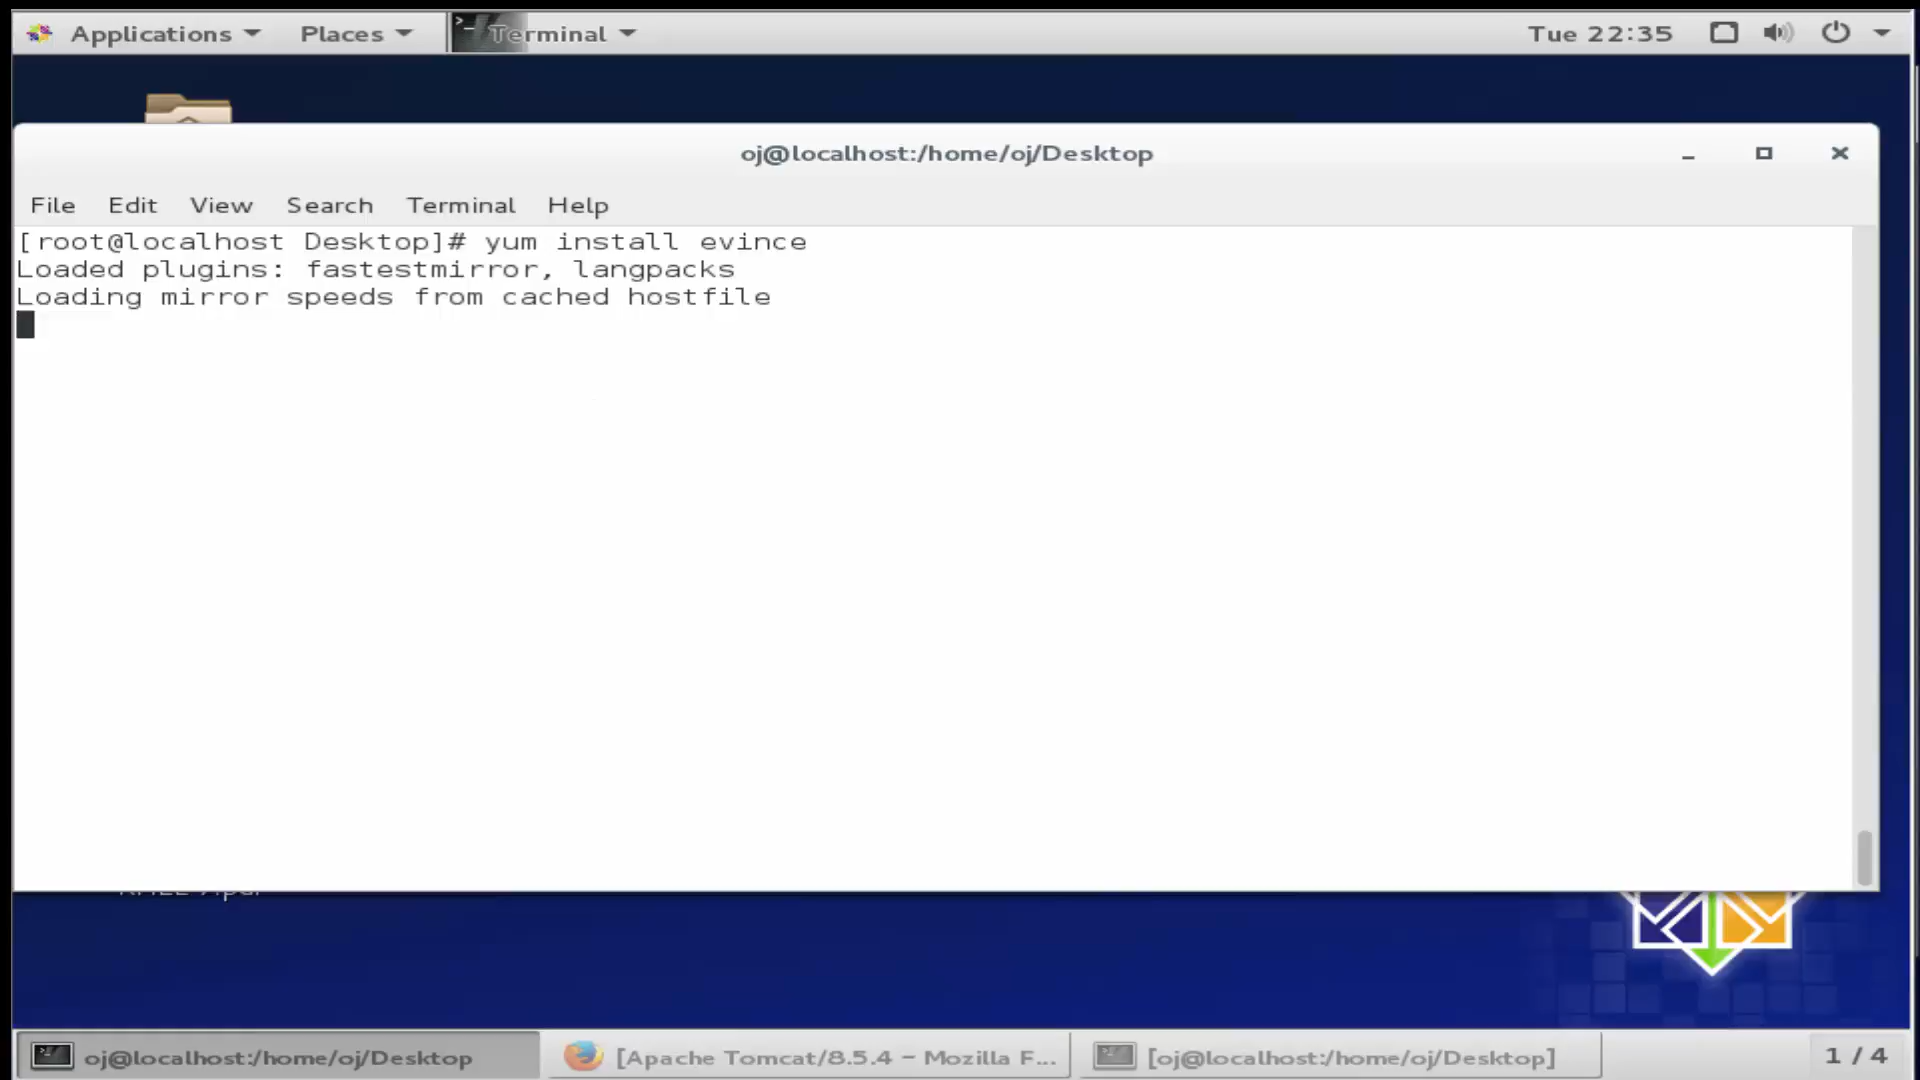 Applications Places Terminal Tue 22:35
oj@localhost:/home/oj/Desktop
File Edit View Search Terminal Help
[root@localhost Desktop]# yum install evince
Loaded plugins: fastestmirror, langpacks
Loading mirror speeds from cached hostfile
oj@localhost:/home/oj/Desktop [Apache Tomcat/8.5.4 – Mozilla F... [oj@localhost:/home/oj/Desktop] 1 / 4